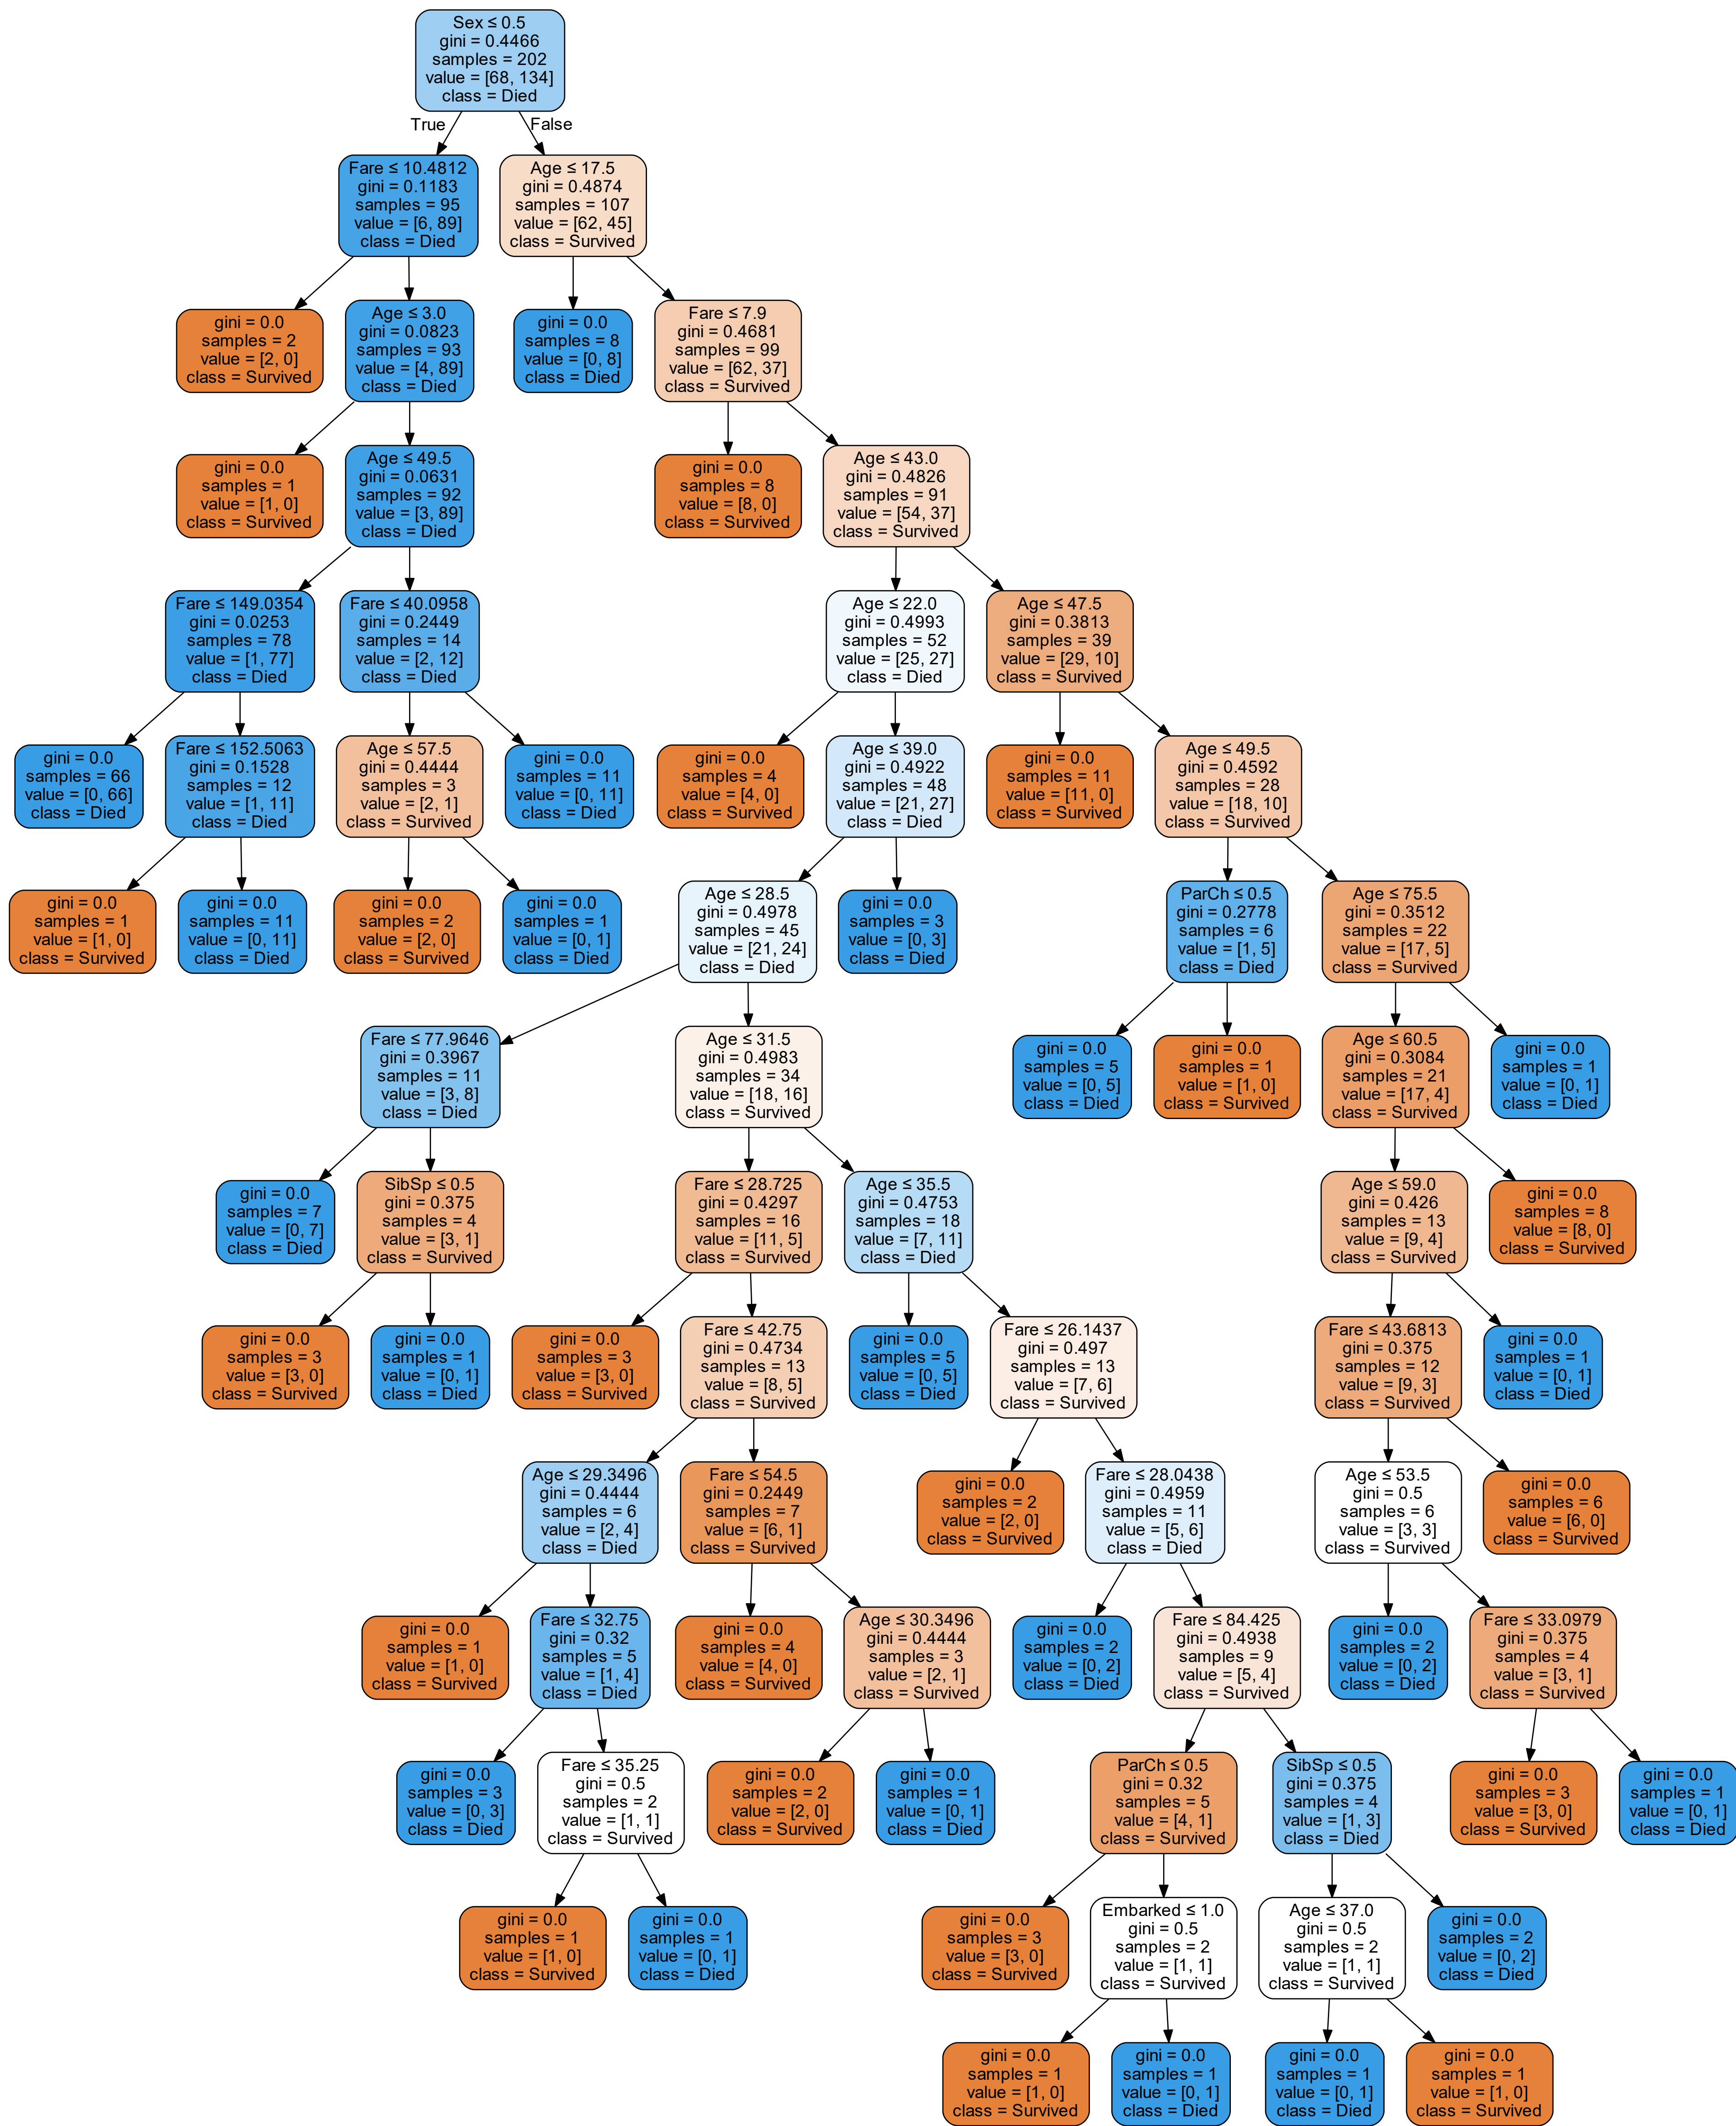 Sex ≤ 0.5
gini = 0.4466
samples = 202
value = [68, 134]
class = Died
True
False
Fare ≤ 10.4812
gini = 0.1183
samples = 95
value = [6, 89]
class = Died
Age ≤ 17.5
gini = 0.4874
samples = 107
value = [62, 45]
class = Survived
gini = 0.0
samples = 2
value = [2, 0]
class = Survived
Age ≤ 3.0
gini = 0.0823
samples = 93
value = [4, 89]
class = Died
gini = 0.0
samples = 8
value = [0, 8]
class = Died
Fare ≤ 7.9
gini = 0.4681
samples = 99
value = [62, 37]
class = Survived
gini = 0.0
samples = 1
value = [1, 0]
class = Survived
Age ≤ 49.5
gini = 0.0631
samples = 92
value = [3, 89]
class = Died
gini = 0.0
samples = 8
value = [8, 0]
class = Survived
Age ≤ 43.0
gini = 0.4826
samples = 91
value = [54, 37]
class = Survived
Fare ≤ 149.0354
gini = 0.0253
samples = 78
value = [1, 77]
class = Died
Fare ≤ 40.0958
gini = 0.2449
samples = 14
value = [2, 12]
class = Died
Age ≤ 22.0
gini = 0.4993
samples = 52
value = [25, 27]
class = Died
Age ≤ 47.5
gini = 0.3813
samples = 39
value = [29, 10]
class = Survived
gini = 0.0
samples = 66
value = [0, 66]
class = Died
Fare ≤ 152.5063
gini = 0.1528
samples = 12
value = [1, 11]
class = Died
Age ≤ 57.5
gini = 0.4444
samples = 3
value = [2, 1]
class = Survived
gini = 0.0
samples = 11
value = [0, 11]
class = Died
gini = 0.0
samples = 4
value = [4, 0]
class = Survived
Age ≤ 39.0
gini = 0.4922
samples = 48
value = [21, 27]
class = Died
gini = 0.0
samples = 11
value = [11, 0]
class = Survived
Age ≤ 49.5
gini = 0.4592
samples = 28
value = [18, 10]
class = Survived
gini = 0.0
samples = 1
value = [1, 0]
class = Survived
gini = 0.0
samples = 11
value = [0, 11]
class = Died
gini = 0.0
samples = 2
value = [2, 0]
class = Survived
gini = 0.0
samples = 1
value = [0, 1]
class = Died
Age ≤ 28.5
gini = 0.4978
samples = 45
value = [21, 24]
class = Died
gini = 0.0
samples = 3
value = [0, 3]
class = Died
ParCh ≤ 0.5
gini = 0.2778
samples = 6
value = [1, 5]
class = Died
Age ≤ 75.5
gini = 0.3512
samples = 22
value = [17, 5]
class = Survived
Fare ≤ 77.9646
gini = 0.3967
samples = 11
value = [3, 8]
class = Died
Age ≤ 31.5
gini = 0.4983
samples = 34
value = [18, 16]
class = Survived
gini = 0.0
samples = 5
value = [0, 5]
class = Died
gini = 0.0
samples = 1
value = [1, 0]
class = Survived
Age ≤ 60.5
gini = 0.3084
samples = 21
value = [17, 4]
class = Survived
gini = 0.0
samples = 1
value = [0, 1]
class = Died
gini = 0.0
samples = 7
value = [0, 7]
class = Died
SibSp ≤ 0.5
gini = 0.375
samples = 4
value = [3, 1]
class = Survived
Fare ≤ 28.725
gini = 0.4297
samples = 16
value = [11, 5]
class = Survived
Age ≤ 35.5
gini = 0.4753
samples = 18
value = [7, 11]
class = Died
Age ≤ 59.0
gini = 0.426
samples = 13
value = [9, 4]
class = Survived
gini = 0.0
samples = 8
value = [8, 0]
class = Survived
gini = 0.0
samples = 3
value = [3, 0]
class = Survived
gini = 0.0
samples = 1
value = [0, 1]
class = Died
gini = 0.0
samples = 3
value = [3, 0]
class = Survived
Fare ≤ 42.75
gini = 0.4734
samples = 13
value = [8, 5]
class = Survived
gini = 0.0
samples = 5
value = [0, 5]
class = Died
Fare ≤ 26.1437
gini = 0.497
samples = 13
value = [7, 6]
class = Survived
Fare ≤ 43.6813
gini = 0.375
samples = 12
value = [9, 3]
class = Survived
gini = 0.0
samples = 1
value = [0, 1]
class = Died
Age ≤ 29.3496
gini = 0.4444
samples = 6
value = [2, 4]
class = Died
Fare ≤ 54.5
gini = 0.2449
samples = 7
value = [6, 1]
class = Survived
gini = 0.0
samples = 2
value = [2, 0]
class = Survived
Fare ≤ 28.0438
gini = 0.4959
samples = 11
value = [5, 6]
class = Died
Age ≤ 53.5
gini = 0.5
samples = 6
value = [3, 3]
class = Survived
gini = 0.0
samples = 6
value = [6, 0]
class = Survived
gini = 0.0
samples = 1
value = [1, 0]
class = Survived
Fare ≤ 32.75
gini = 0.32
samples = 5
value = [1, 4]
class = Died
gini = 0.0
samples = 4
value = [4, 0]
class = Survived
Age ≤ 30.3496
gini = 0.4444
samples = 3
value = [2, 1]
class = Survived
gini = 0.0
samples = 2
value = [0, 2]
class = Died
Fare ≤ 84.425
gini = 0.4938
samples = 9
value = [5, 4]
class = Survived
gini = 0.0
samples = 2
value = [0, 2]
class = Died
Fare ≤ 33.0979
gini = 0.375
samples = 4
value = [3, 1]
class = Survived
gini = 0.0
samples = 3
value = [0, 3]
class = Died
Fare ≤ 35.25
gini = 0.5
samples = 2
value = [1, 1]
class = Survived
gini = 0.0
samples = 2
value = [2, 0]
class = Survived
gini = 0.0
samples = 1
value = [0, 1]
class = Died
ParCh ≤ 0.5
gini = 0.32
samples = 5
value = [4, 1]
class = Survived
SibSp ≤ 0.5
gini = 0.375
samples = 4
value = [1, 3]
class = Died
gini = 0.0
samples = 3
value = [3, 0]
class = Survived
gini = 0.0
samples = 1
value = [0, 1]
class = Died
gini = 0.0
samples = 1
value = [1, 0]
class = Survived
gini = 0.0
samples = 1
value = [0, 1]
class = Died
gini = 0.0
samples = 3
value = [3, 0]
class = Survived
Embarked ≤ 1.0
gini = 0.5
samples = 2
value = [1, 1]
class = Survived
Age ≤ 37.0
gini = 0.5
samples = 2
value = [1, 1]
class = Survived
gini = 0.0
samples = 2
value = [0, 2]
class = Died
gini = 0.0
samples = 1
value = [1, 0]
class = Survived
gini = 0.0
samples = 1
value = [0, 1]
class = Died
gini = 0.0
samples = 1
value = [0, 1]
class = Died
gini = 0.0
samples = 1
value = [1, 0]
class = Survived